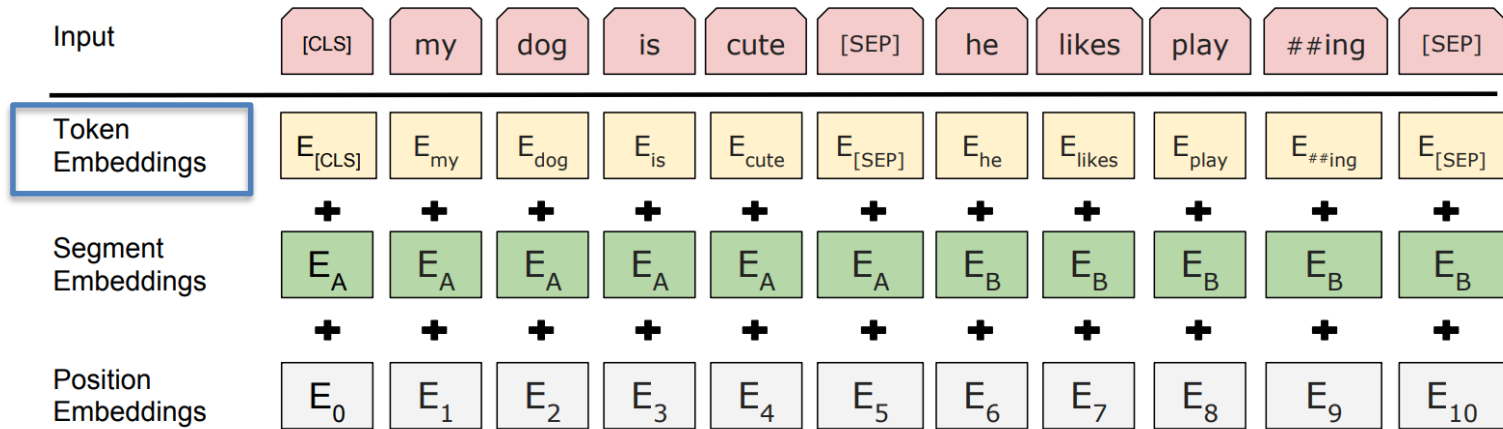 Input [CLS] my dog is cute [SEP] he likes play ##ing [SEP]
Token
Embeddings
E[CLS] Emy Edog Eis Ecute E[SEP] Ehe Elikes Eplay E##ing E[SEP]
+ + + + + + + + + + +
Segment
Embeddings
EA EA EA EA EA EA EB EB EB EB EB
+ + + + + + + + + + +
Position
Embeddings
E0 E1 E2 E3 E4 E5 E6 E7 E8 E9 E10